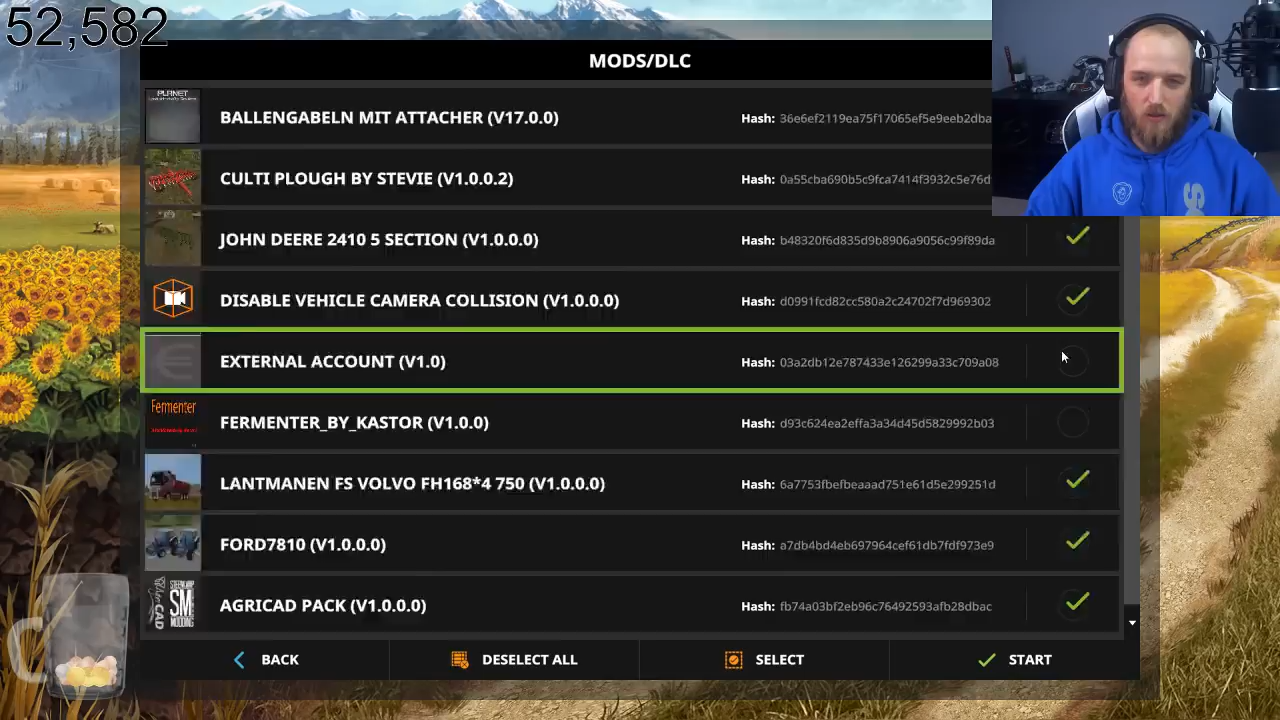 52,582
MODS/DLC
BALLENGABELN MIT ATTACHER (V17.0.0) Hash: 36e6ef2119ea75f17065ef5e9eeb2dba
CULTI PLOUGH BY STEVIE (V1.0.0.2) Hash: 0a55cba690b5c9fca7414f3932c5e76d
JOHN DEERE 2410 5 SECTION (V1.0.0.0) Hash: b48320f6d835d9b8906a9056c99f89da
DISABLE VEHICLE CAMERA COLLISION (V1.0.0.0) Hash: d0991fcd82cc580a2c24702f7d969302
EXTERNAL ACCOUNT (V1.0) Hash: 03a2db12e787433e126299a33c709a08
Fermenter
FERMENTER_BY_KASTOR (V1.0.0) Hash: d93c624ea2effa3a34d45d5829992b03
LANTMANEN FS VOLVO FH168*4 750 (V1.0.0.0) Hash: 6a7753fbefbeaaad751e61d5e299251d
FORD7810 (V1.0.0.0) Hash: a7db4bd4eb697964cef61db7fdf973e9
AGRICAD PACK (V1.0.0.0) Hash: fb74a03bf2eb96c76492593afb28dbac
BACK DESELECT ALL SELECT START